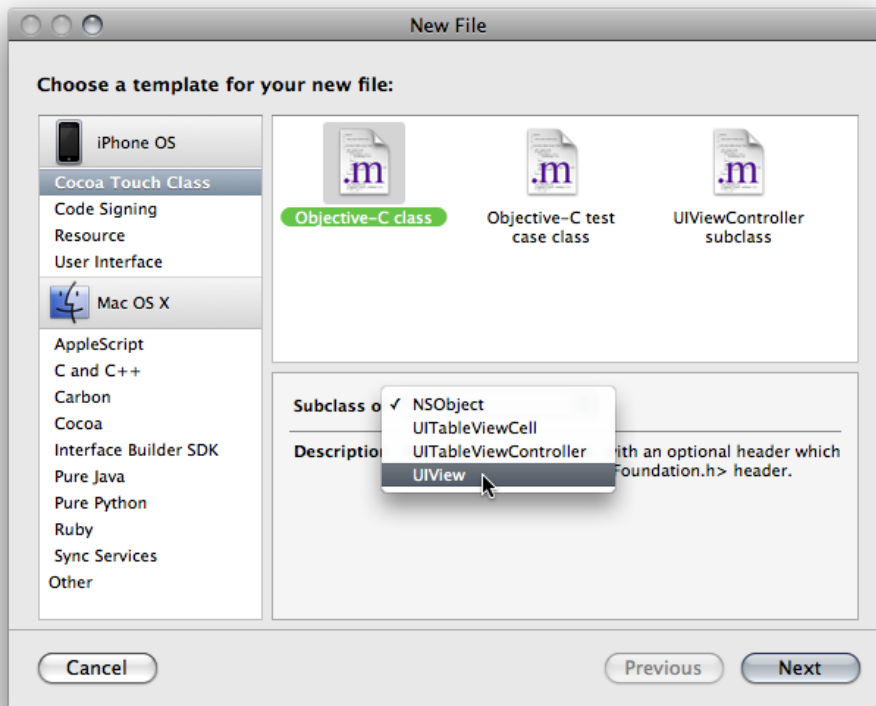 New File
Choose a template for your new file:
iPhone OS
Cocoa Touch Class
Code Signing
Resource
User Interface
Mac OS X
AppleScript
C and C++
Carbon
Cocoa
Interface Builder SDK
Pure Java
Pure Python
Ruby
Sync Services
Other
.m
Objective-C class
.m
Objective-C test
case class
.m
UIViewController
subclass
Subclass o
✓ NSObject
UITableViewCell
UITableViewController
UIView
Description
with an optional header which
Foundation.h> header.
Cancel
Previous
Next